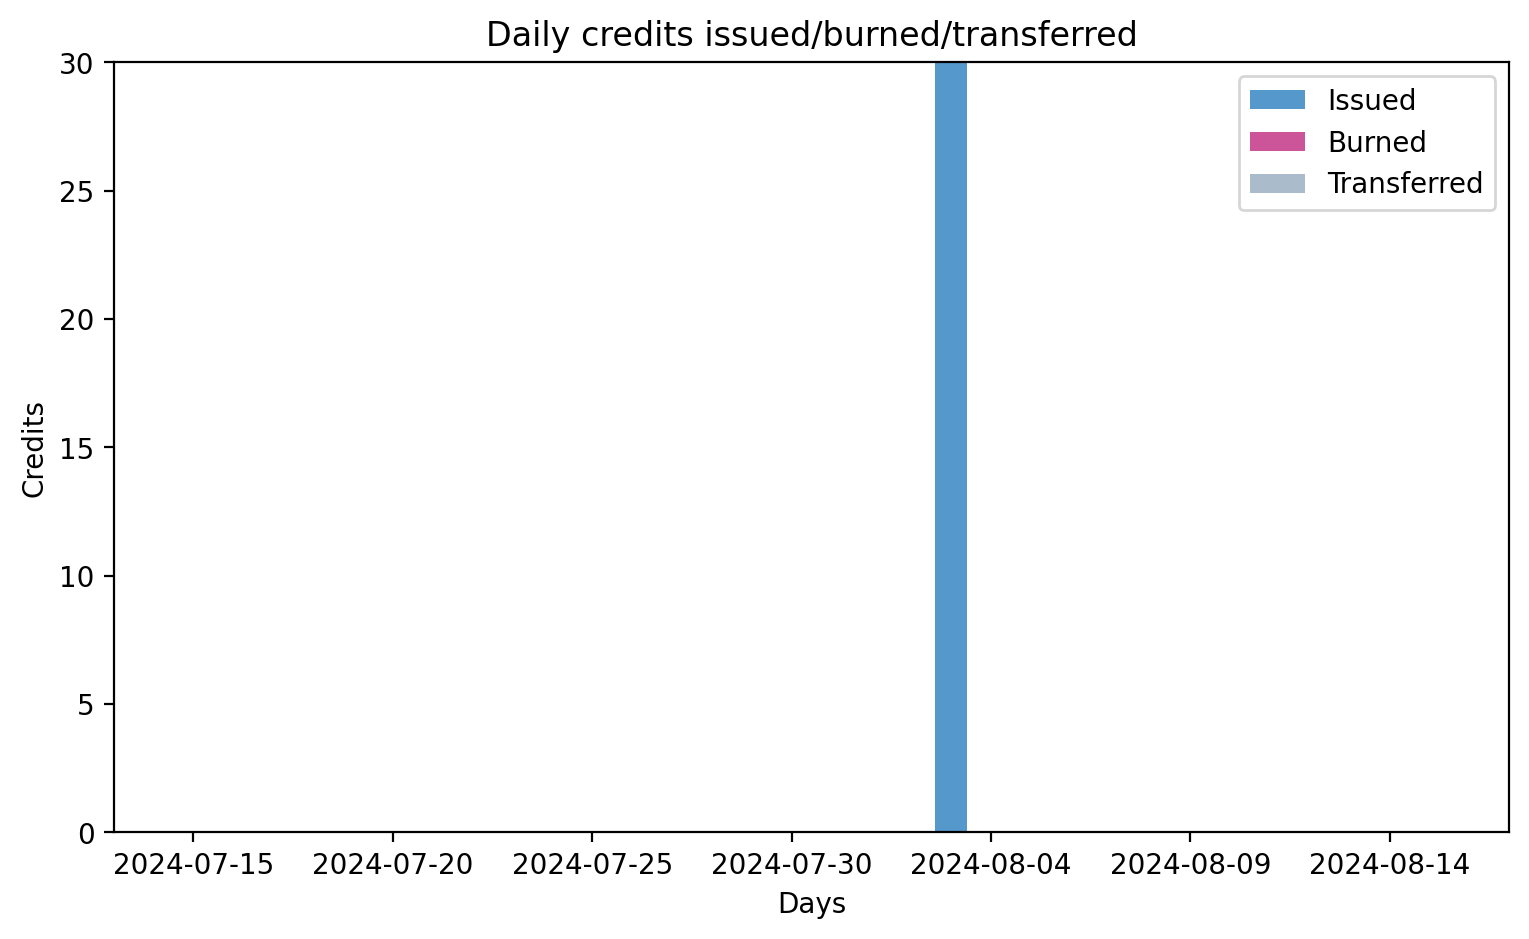 Daily credits issued/burned/transferred
30
25
20
15
10
5
0
Credits
Issued
Burned
Transferred
2024-07-15 2024-07-20 2024-07-25 2024-07-30 2024-08-04 2024-08-09 2024-08-14
Days